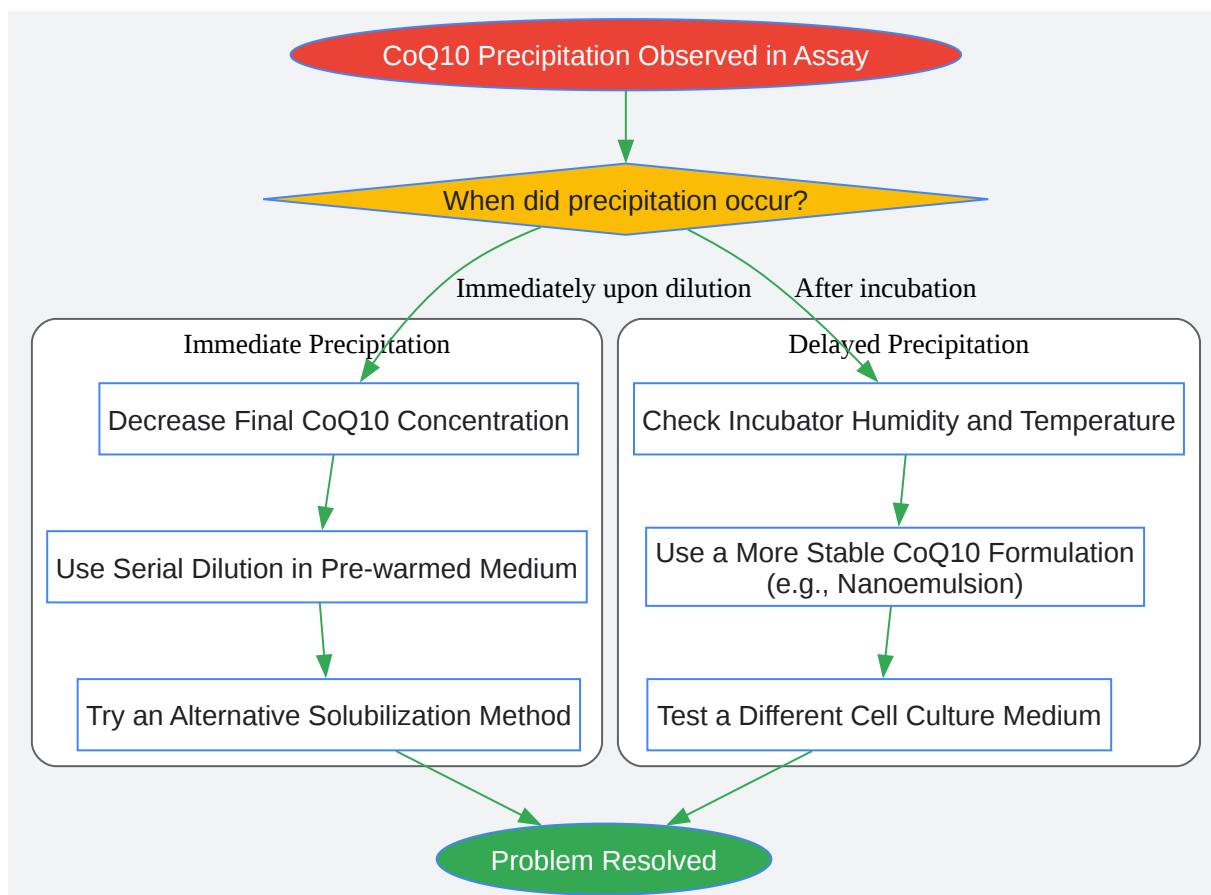 CoQ10 Precipitation Observed in Assay
When did precipitation occur?
Immediately upon dilution
After incubation
Immediate Precipitation
Decrease Final CoQ10 Concentration
Use Serial Dilution in Pre-warmed Medium
Try an Alternative Solubilization Method
Delayed Precipitation
Check Incubator Humidity and Temperature
Use a More Stable CoQ10 Formulation
(e.g., Nanoemulsion)
Test a Different Cell Culture Medium
Problem Resolved